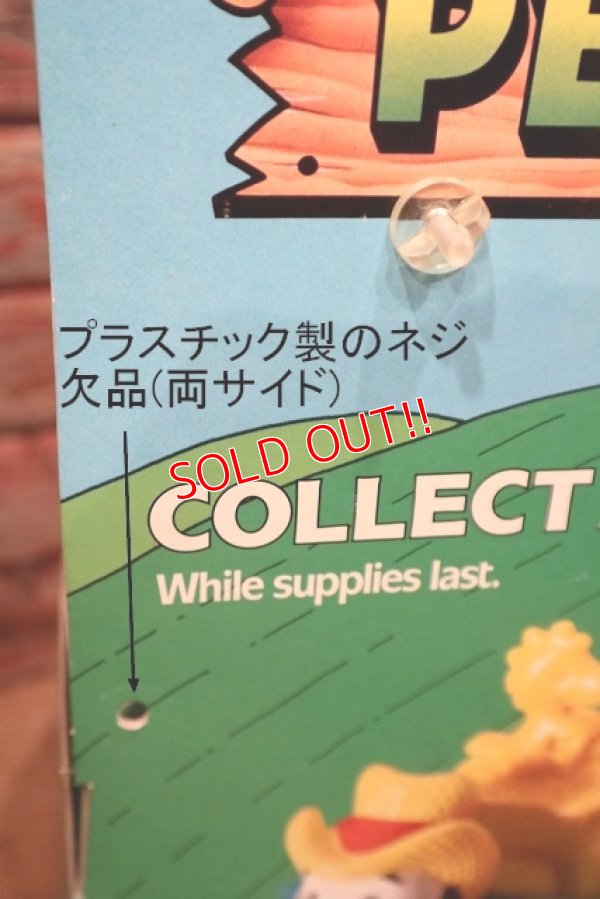 PE
プラスチック製のネジ
欠品(両サイド)
SOLD OUT!!
COLLECT
While supplies last.